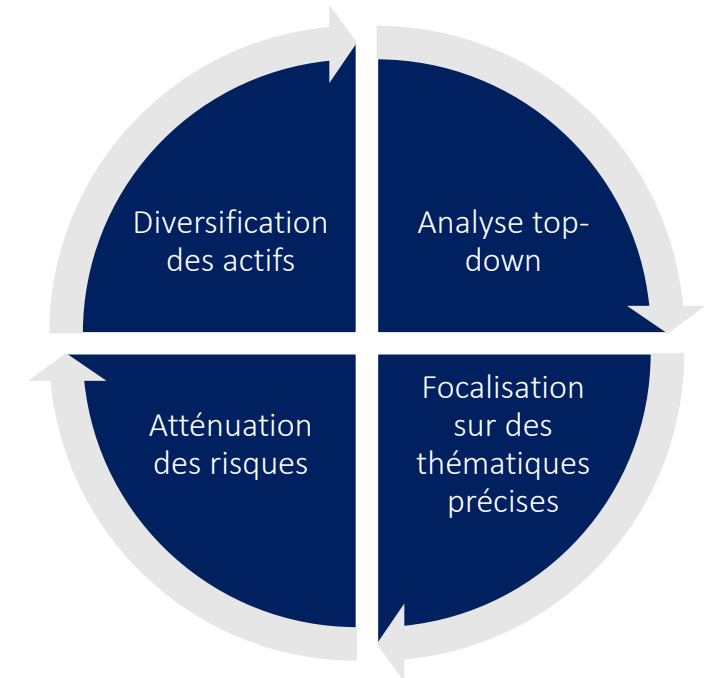 Diversification
des actifs
Analyse top-
down
Atténuation
des risques
Focalisation
sur des
thématiques
précises